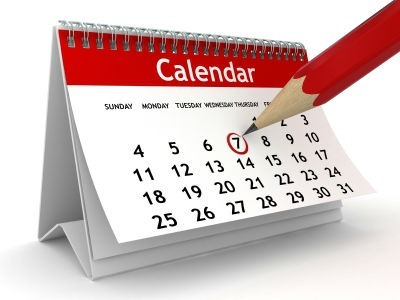 Calendar
SUNDAY MONDAY TUESDAY WEDNESDAY THURSDAY
1 2 3
4 5 6 7 8 9 10
11 12 13 14 15 16 17
18 19 20 21 22 23 24
25 26 27 28 29 30 31